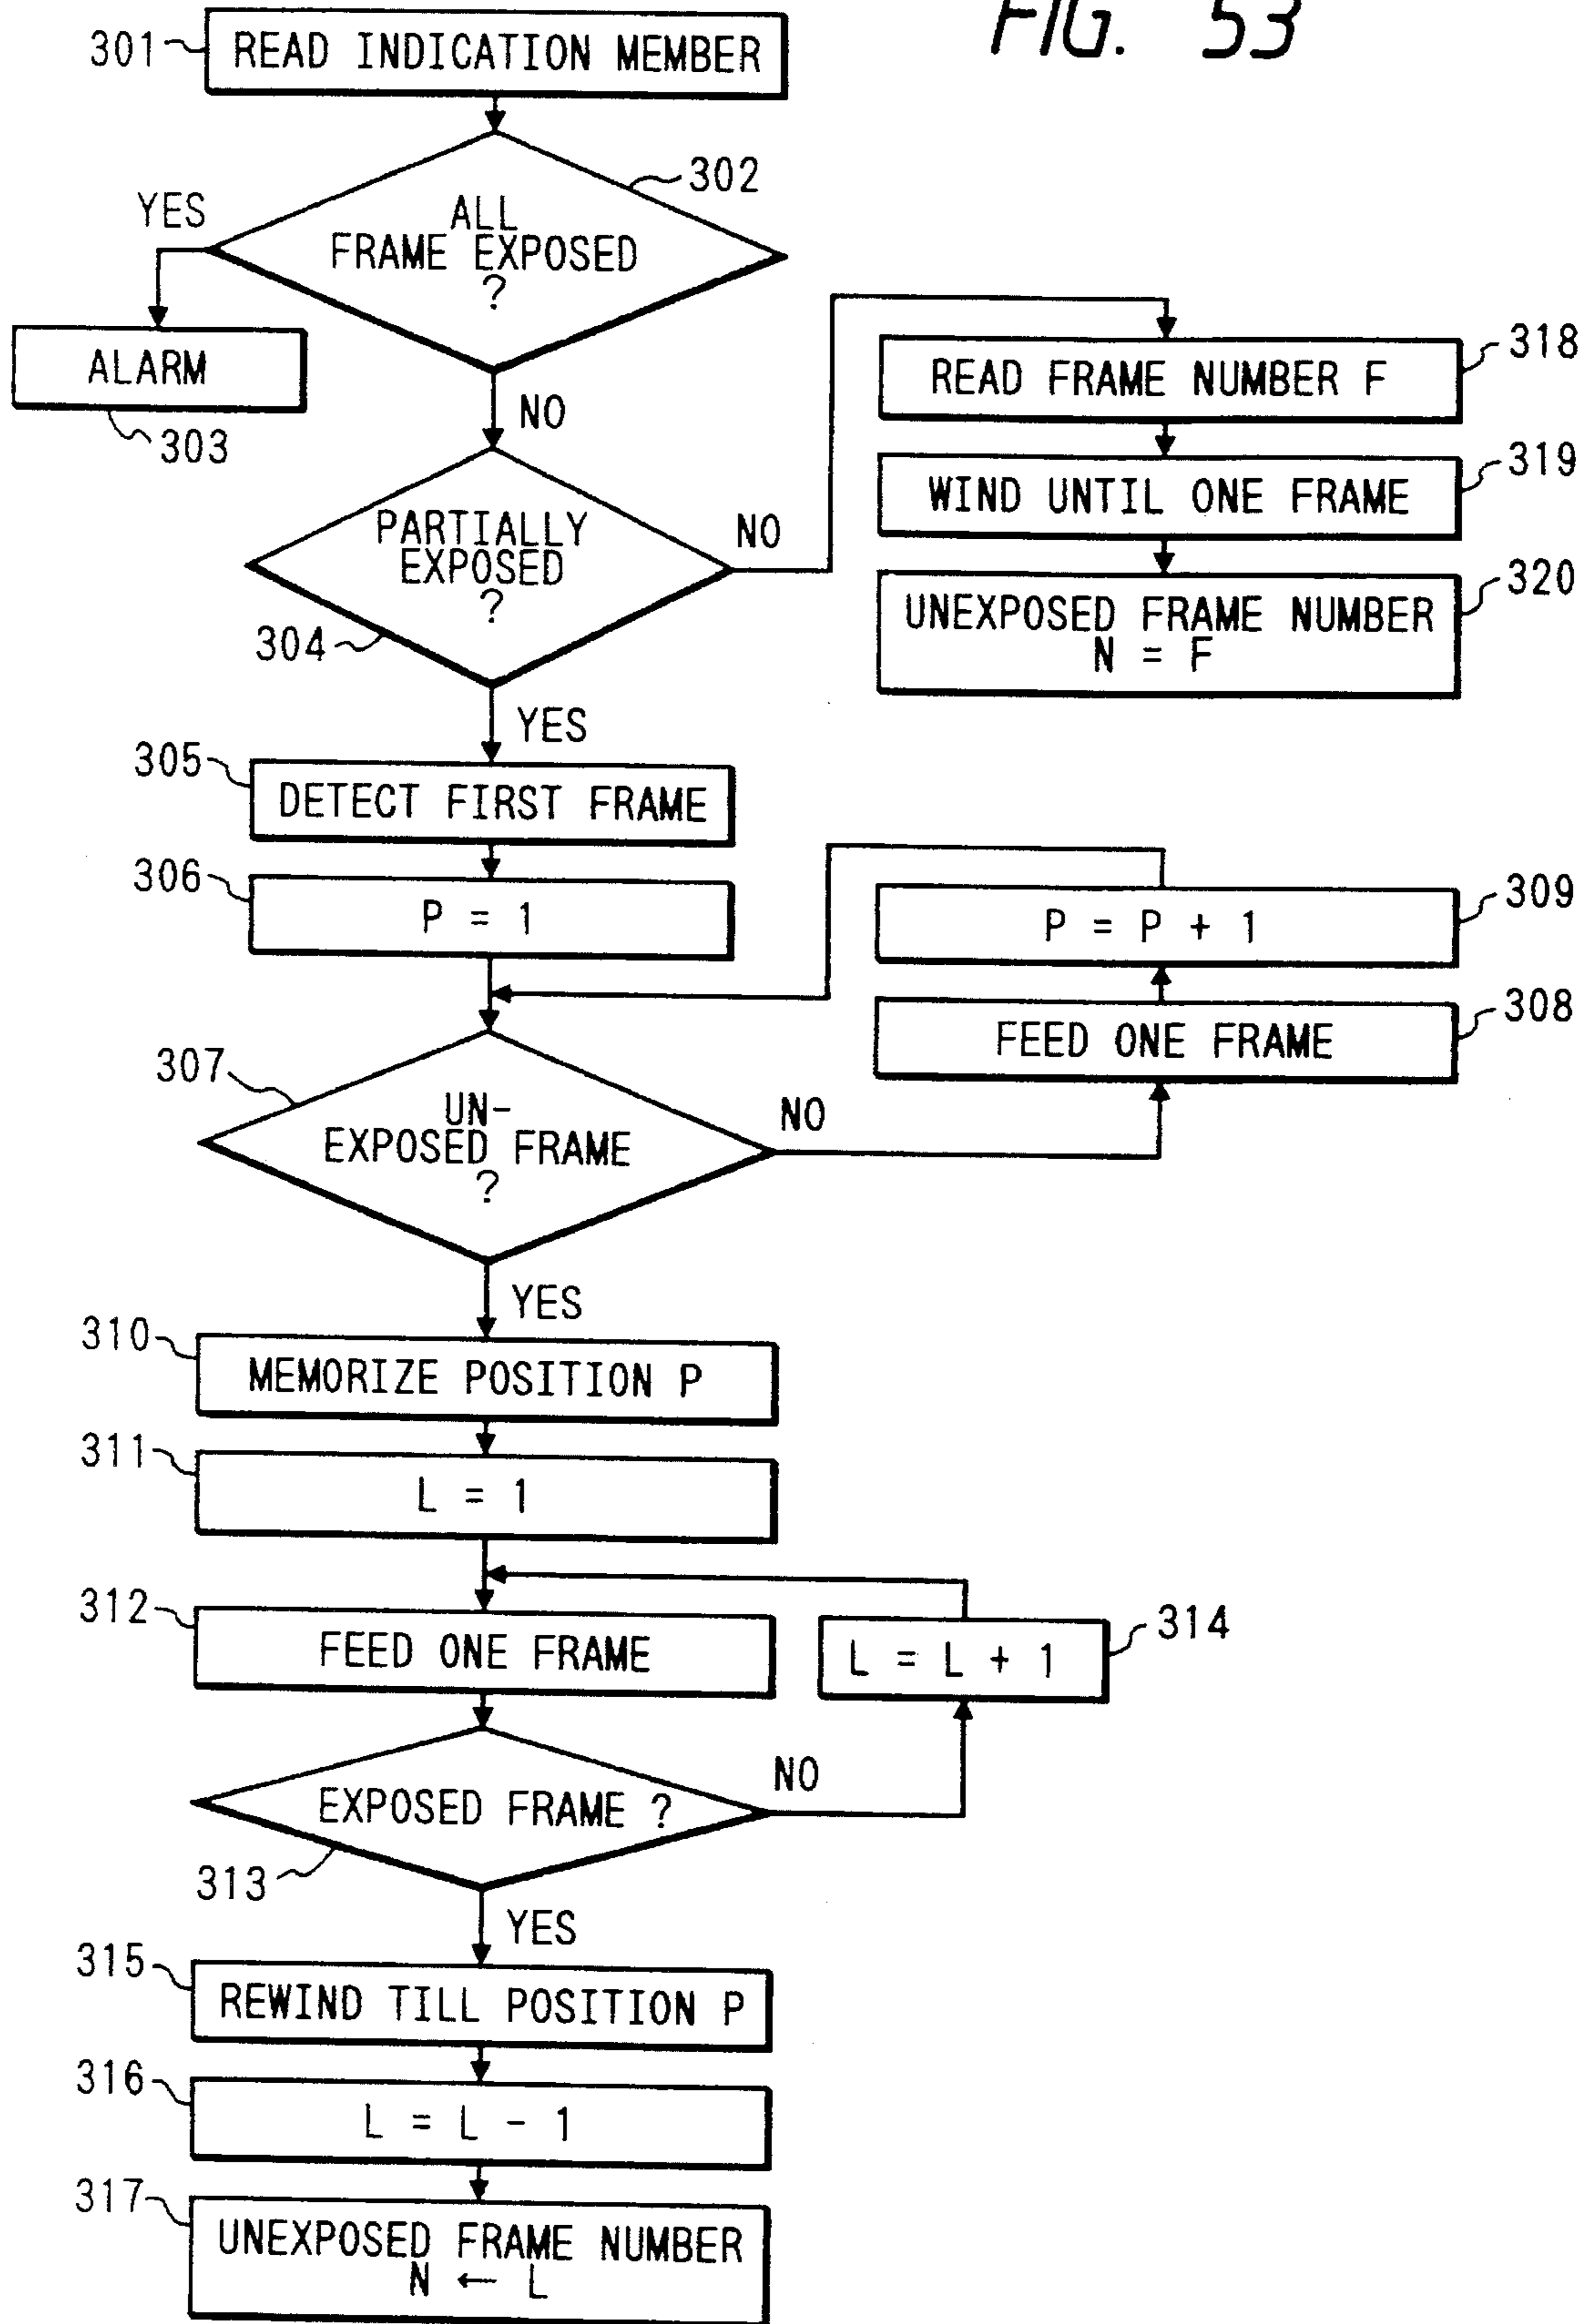 FIG. 53
301
READ INDICATION MEMBER
302
ALL
FRAME EXPOSED
?
YES
ALARM
303
NO
PARTIALLY
EXPOSED
?
304
NO
READ FRAME NUMBER F
318
WIND UNTIL ONE FRAME
319
UNEXPOSED FRAME NUMBER
N = F
320
YES
305
DETECT FIRST FRAME
306
P = 1
P = P + 1
309
FEED ONE FRAME
308
307
UN-
EXPOSED FRAME
?
NO
YES
310
MEMORIZE POSITION P
311
L = 1
312
FEED ONE FRAME
L = L + 1
314
EXPOSED FRAME ?
NO
313
YES
315
REWIND TILL POSITION P
316
L = L - 1
317
UNEXPOSED FRAME NUMBER
N ← L